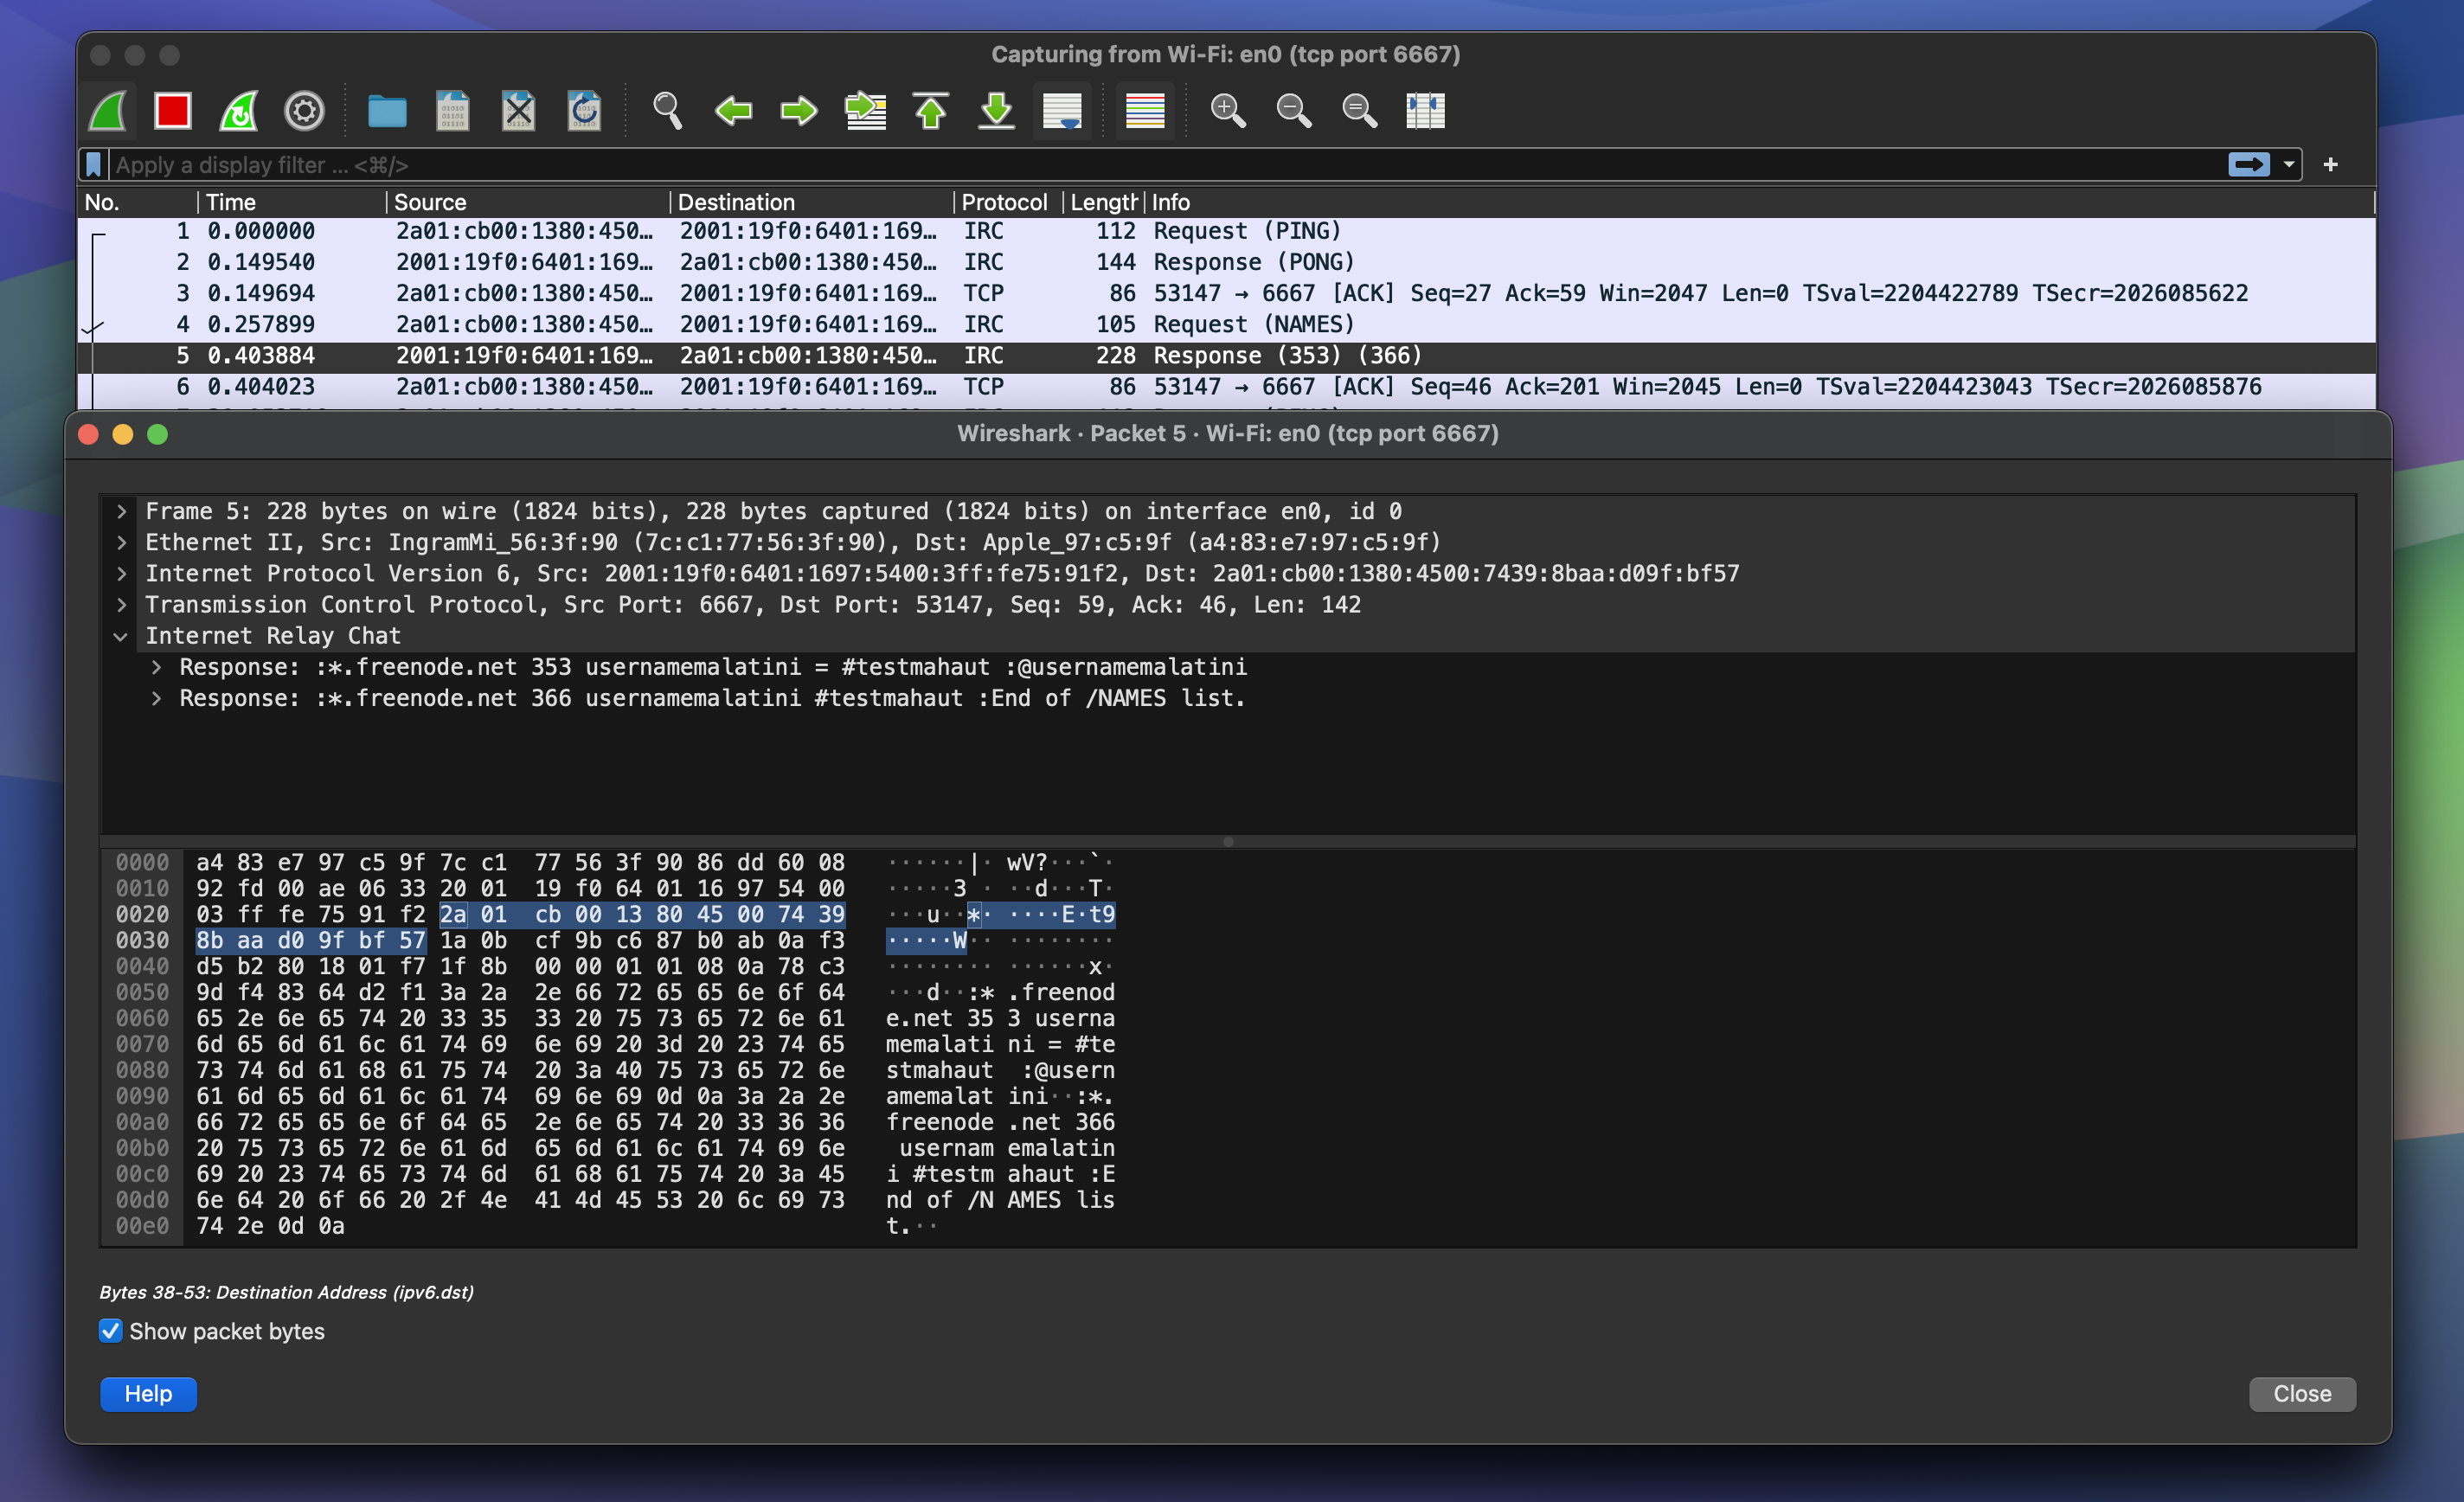 Capturing from Wi-Fi: en0 (tcp port 6667)
Apply a display filter ... <⌘/>
No. Time Source Destination Protocol Length Info
1 0.000000 2a01:cb00:1380:450… 2001:19f0:6401:169… IRC 112 Request (PING)
2 0.149540 2001:19f0:6401:169… 2a01:cb00:1380:450… IRC 144 Response (PONG)
3 0.149694 2a01:cb00:1380:450… 2001:19f0:6401:169… TCP 86 53147 → 6667 [ACK] Seq=27 Ack=59 Win=2047 Len=0 TSval=2204422789 TSecr=2026085622
4 0.257899 2a01:cb00:1380:450… 2001:19f0:6401:169… IRC 105 Request (NAMES)
5 0.403884 2001:19f0:6401:169… 2a01:cb00:1380:450… IRC 228 Response (353) (366)
6 0.404023 2a01:cb00:1380:450… 2001:19f0:6401:169… TCP 86 53147 → 6667 [ACK] Seq=46 Ack=201 Win=2045 Len=0 TSval=2204423043 TSecr=2026085876
Wireshark · Packet 5 · Wi-Fi: en0 (tcp port 6667)
Frame 5: 228 bytes on wire (1824 bits), 228 bytes captured (1824 bits) on interface en0, id 0
Ethernet II, Src: IngramMi_56:3f:90 (7c:c1:77:56:3f:90), Dst: Apple_97:c5:9f (a4:83:e7:97:c5:9f)
Internet Protocol Version 6, Src: 2001:19f0:6401:1697:5400:3ff:fe75:91f2, Dst: 2a01:cb00:1380:4500:7439:8baa:d09f:bf57
Transmission Control Protocol, Src Port: 6667, Dst Port: 53147, Seq: 59, Ack: 46, Len: 142
Internet Relay Chat
Response: :*.freenode.net 353 usernamemalatini = #testmahaut :@usernamemalatini
Response: :*.freenode.net 366 usernamemalatini #testmahaut :End of /NAMES list.
0000 a4 83 e7 97 c5 9f 7c c1 77 56 3f 90 86 dd 60 08 ······|· wV?···`·
0010 92 fd 00 ae 06 33 20 01 19 f0 64 01 16 97 54 00 ·····3 · ··d···T·
0020 03 ff fe 75 91 f2 2a 01 cb 00 13 80 45 00 74 39 ···u··*· ····E·t9
0030 8b aa d0 9f bf 57 1a 0b cf 9b c6 87 b0 ab 0a f3 ·····W·· ········
0040 d5 b2 80 18 01 f7 1f 8b 00 00 01 01 08 0a 78 c3 ········ ······x·
0050 9d f4 83 64 d2 f1 3a 2a 2e 66 72 65 65 6e 6f 64 ···d··:* .freenod
0060 65 2e 6e 65 74 20 33 35 33 20 75 73 65 72 6e 61 e.net 35 3 userna
0070 6d 65 6d 61 6c 61 74 69 6e 69 20 3d 20 23 74 65 memalati ni = #te
0080 73 74 6d 61 68 61 75 74 20 3a 40 75 73 65 72 6e stmahaut :@usern
0090 61 6d 65 6d 61 6c 61 74 69 6e 69 0d 0a 3a 2a 2e amemalat ini··:*.
00a0 66 72 65 65 6e 6f 64 65 2e 6e 65 74 20 33 36 36 freenode .net 366
00b0 20 75 73 65 72 6e 61 6d 65 6d 61 6c 61 74 69 6e usernam emalatin
00c0 69 20 23 74 65 73 74 6d 61 68 61 75 74 20 3a 45 i #testm ahaut :E
00d0 6e 64 20 6f 66 20 2f 4e 41 4d 45 53 20 6c 69 73 nd of /N AMES lis
00e0 74 2e 0d 0a t.··
Bytes 38-53: Destination Address (ipv6.dst)
Show packet bytes
Help
Close